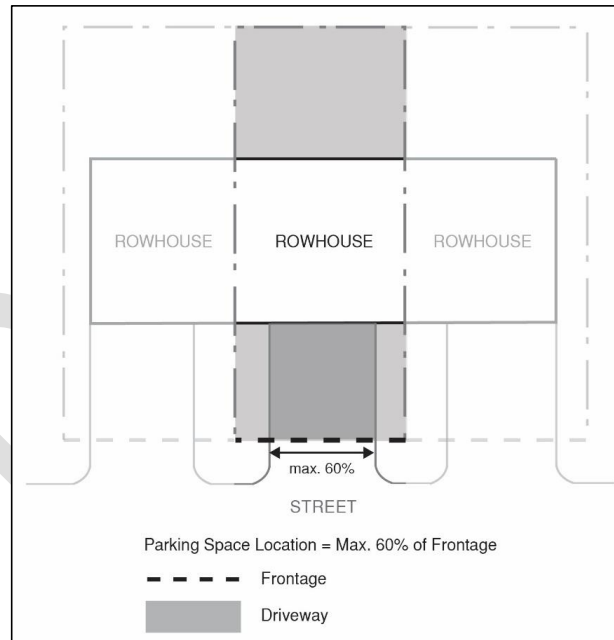 ROWHOUSE ROWHOUSE ROWHOUSE
max. 60%
STREET
Parking Space Location = Max. 60% of Frontage
Frontage
Driveway